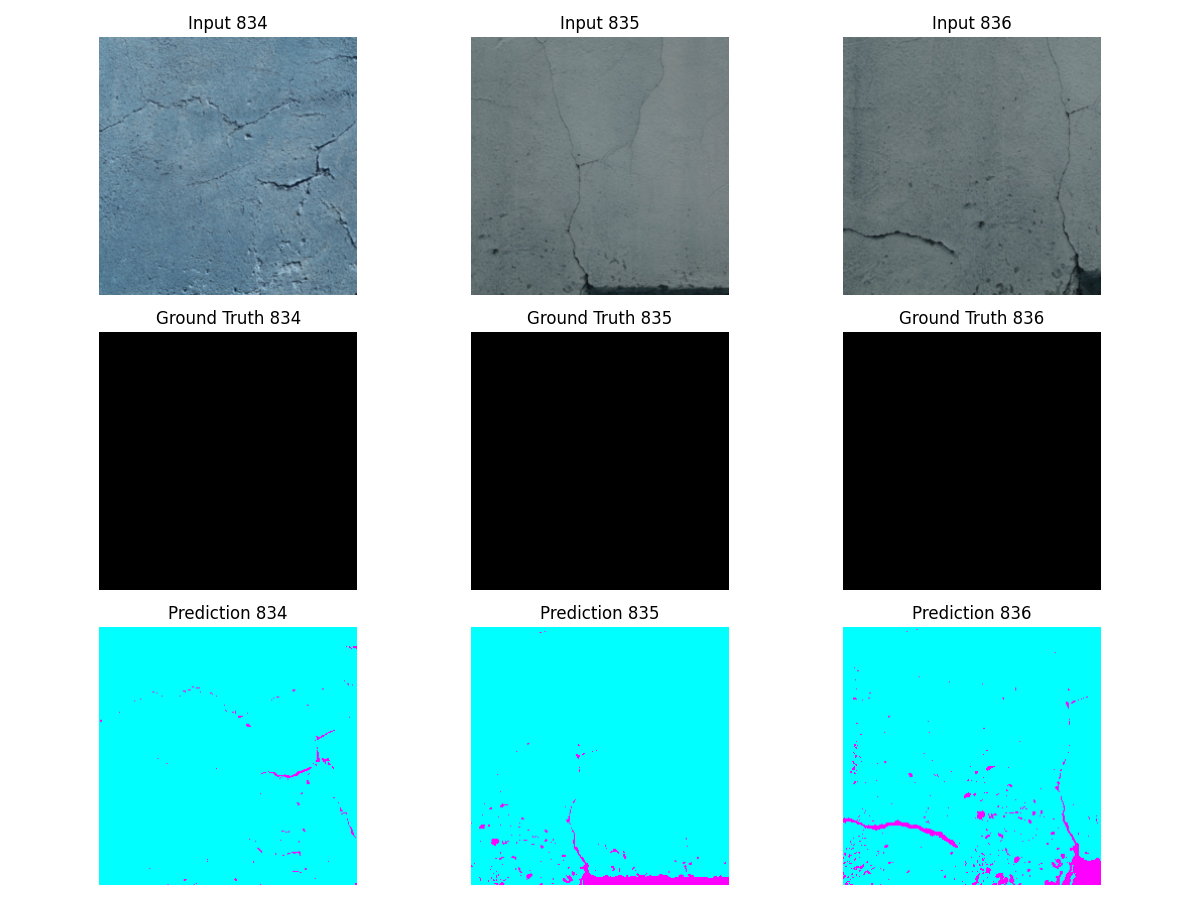 Input 834
Input 835
Input 836
Ground Truth 834
Ground Truth 835
Ground Truth 836
Prediction 834
Prediction 835
Prediction 836